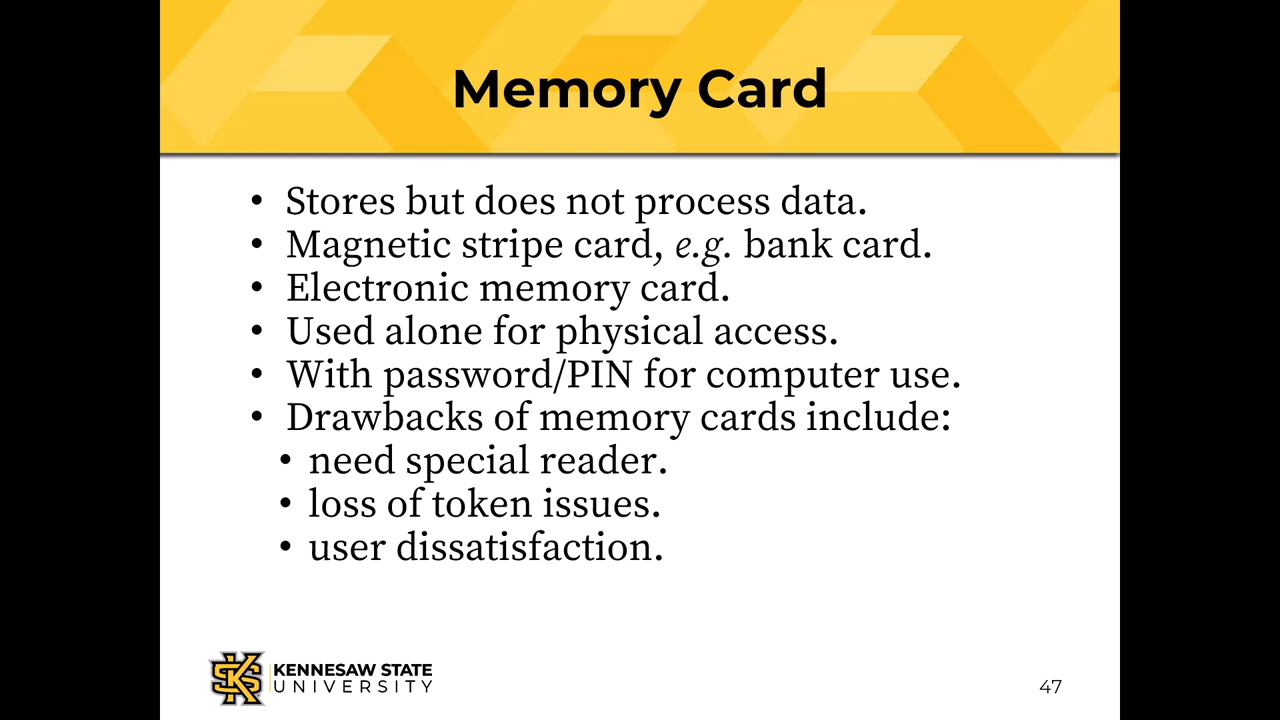 Memory Card
• Stores but does not process data.
• Magnetic stripe card, e.g. bank card.
• Electronic memory card.
• Used alone for physical access.
• With password/PIN for computer use.
• Drawbacks of memory cards include:
• need special reader.
• loss of token issues.
• user dissatisfaction.
KS
KENNESAW STATE
UNIVERSITY
47